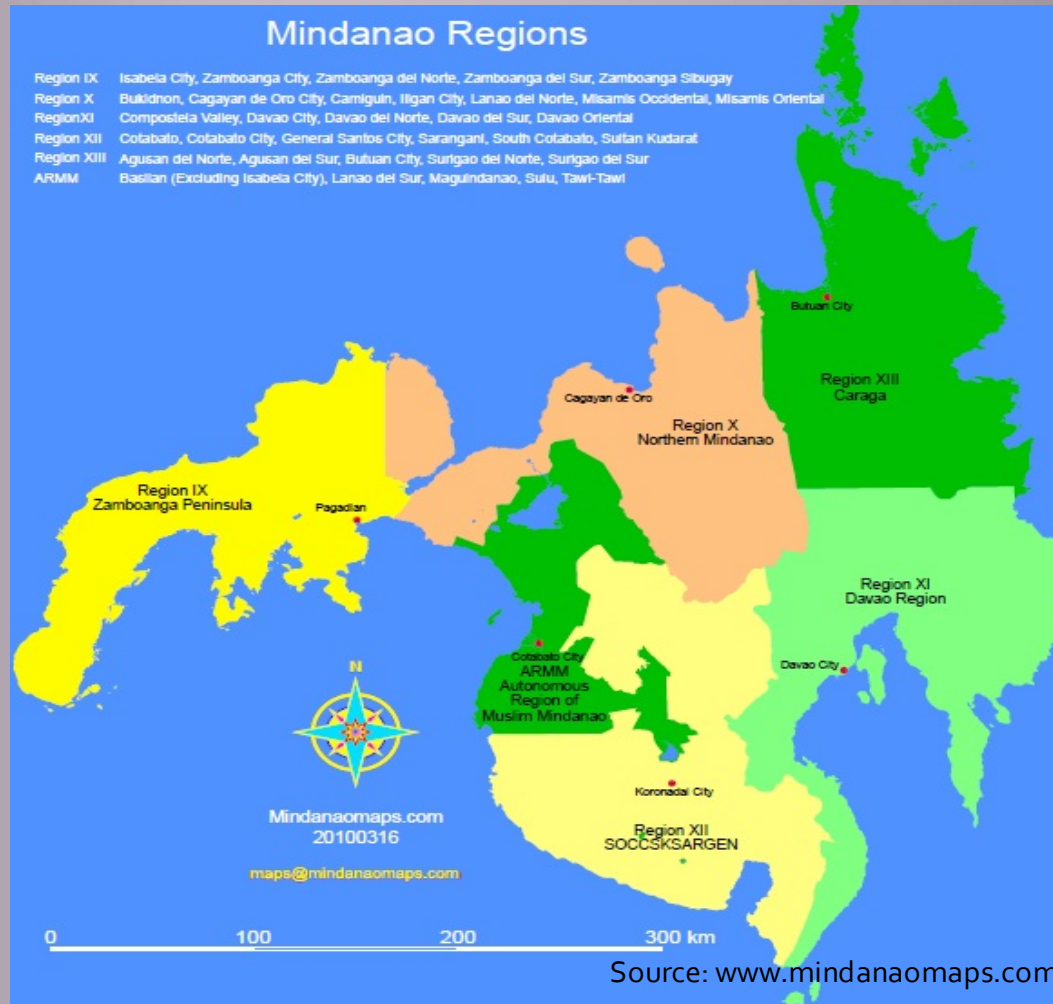 Mindanao Regions
Region IX Isabela City, Zamboanga City, Zamboanga del Norte, Zamboanga del Sur, Zamboanga Sibugay
Region X Bukidnon, Cagayan de Oro City, Camiguin, Iligan City, Lanao del Norte, Misamis Occidental, Misamis Oriental
RegionXI Compostela Valley, Davao City, Davao del Norte, Davao del Sur, Davao Oriental
Region XII Cotabato, Cotabato City, General Santos City, Sarangani, South Cotabato, Sultan Kudarat
Region XIII Agusan del Norte, Agusan del Sur, Butuan City, Surigao del Norte, Surigao del Sur
ARMM Basilan (Excluding Isabela City), Lanao del Sur, Maguindanao, Sulu, Tawi-Tawi
Butuan City
Region XIII
Caraga
Cagayan de Oro
Region X
Northern Mindanao
Region IX
Zamboanga Peninsula
Pagadian
Region XI
Davao Region
Cotabato City
ARMM
Autonomous
Region of
Muslim Mindanao
Davao City
N
Koronadal City
Region XII
SOCCSKSARGEN
Mindanaomaps.com
20100316
maps@mindanaomaps.com
0 100 200 300 km
Source: www.mindanaomaps.com